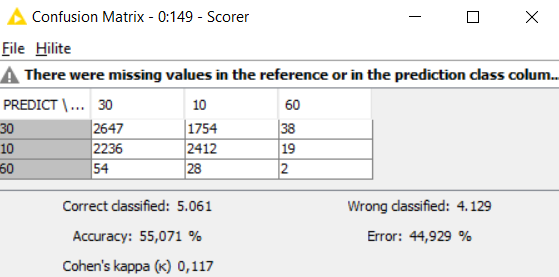 Confusion Matrix - 0:149 - Scorer
File Hilite
There were missing values in the reference or in the prediction class colum...
PREDICT \ ... 30 10 60
30 2647 1754 38
10 2236 2412 19
60 54 28 2
Correct classified: 5.061 Wrong classified: 4.129
Accuracy: 55,071 % Error: 44,929 %
Cohen's kappa (κ) 0,117